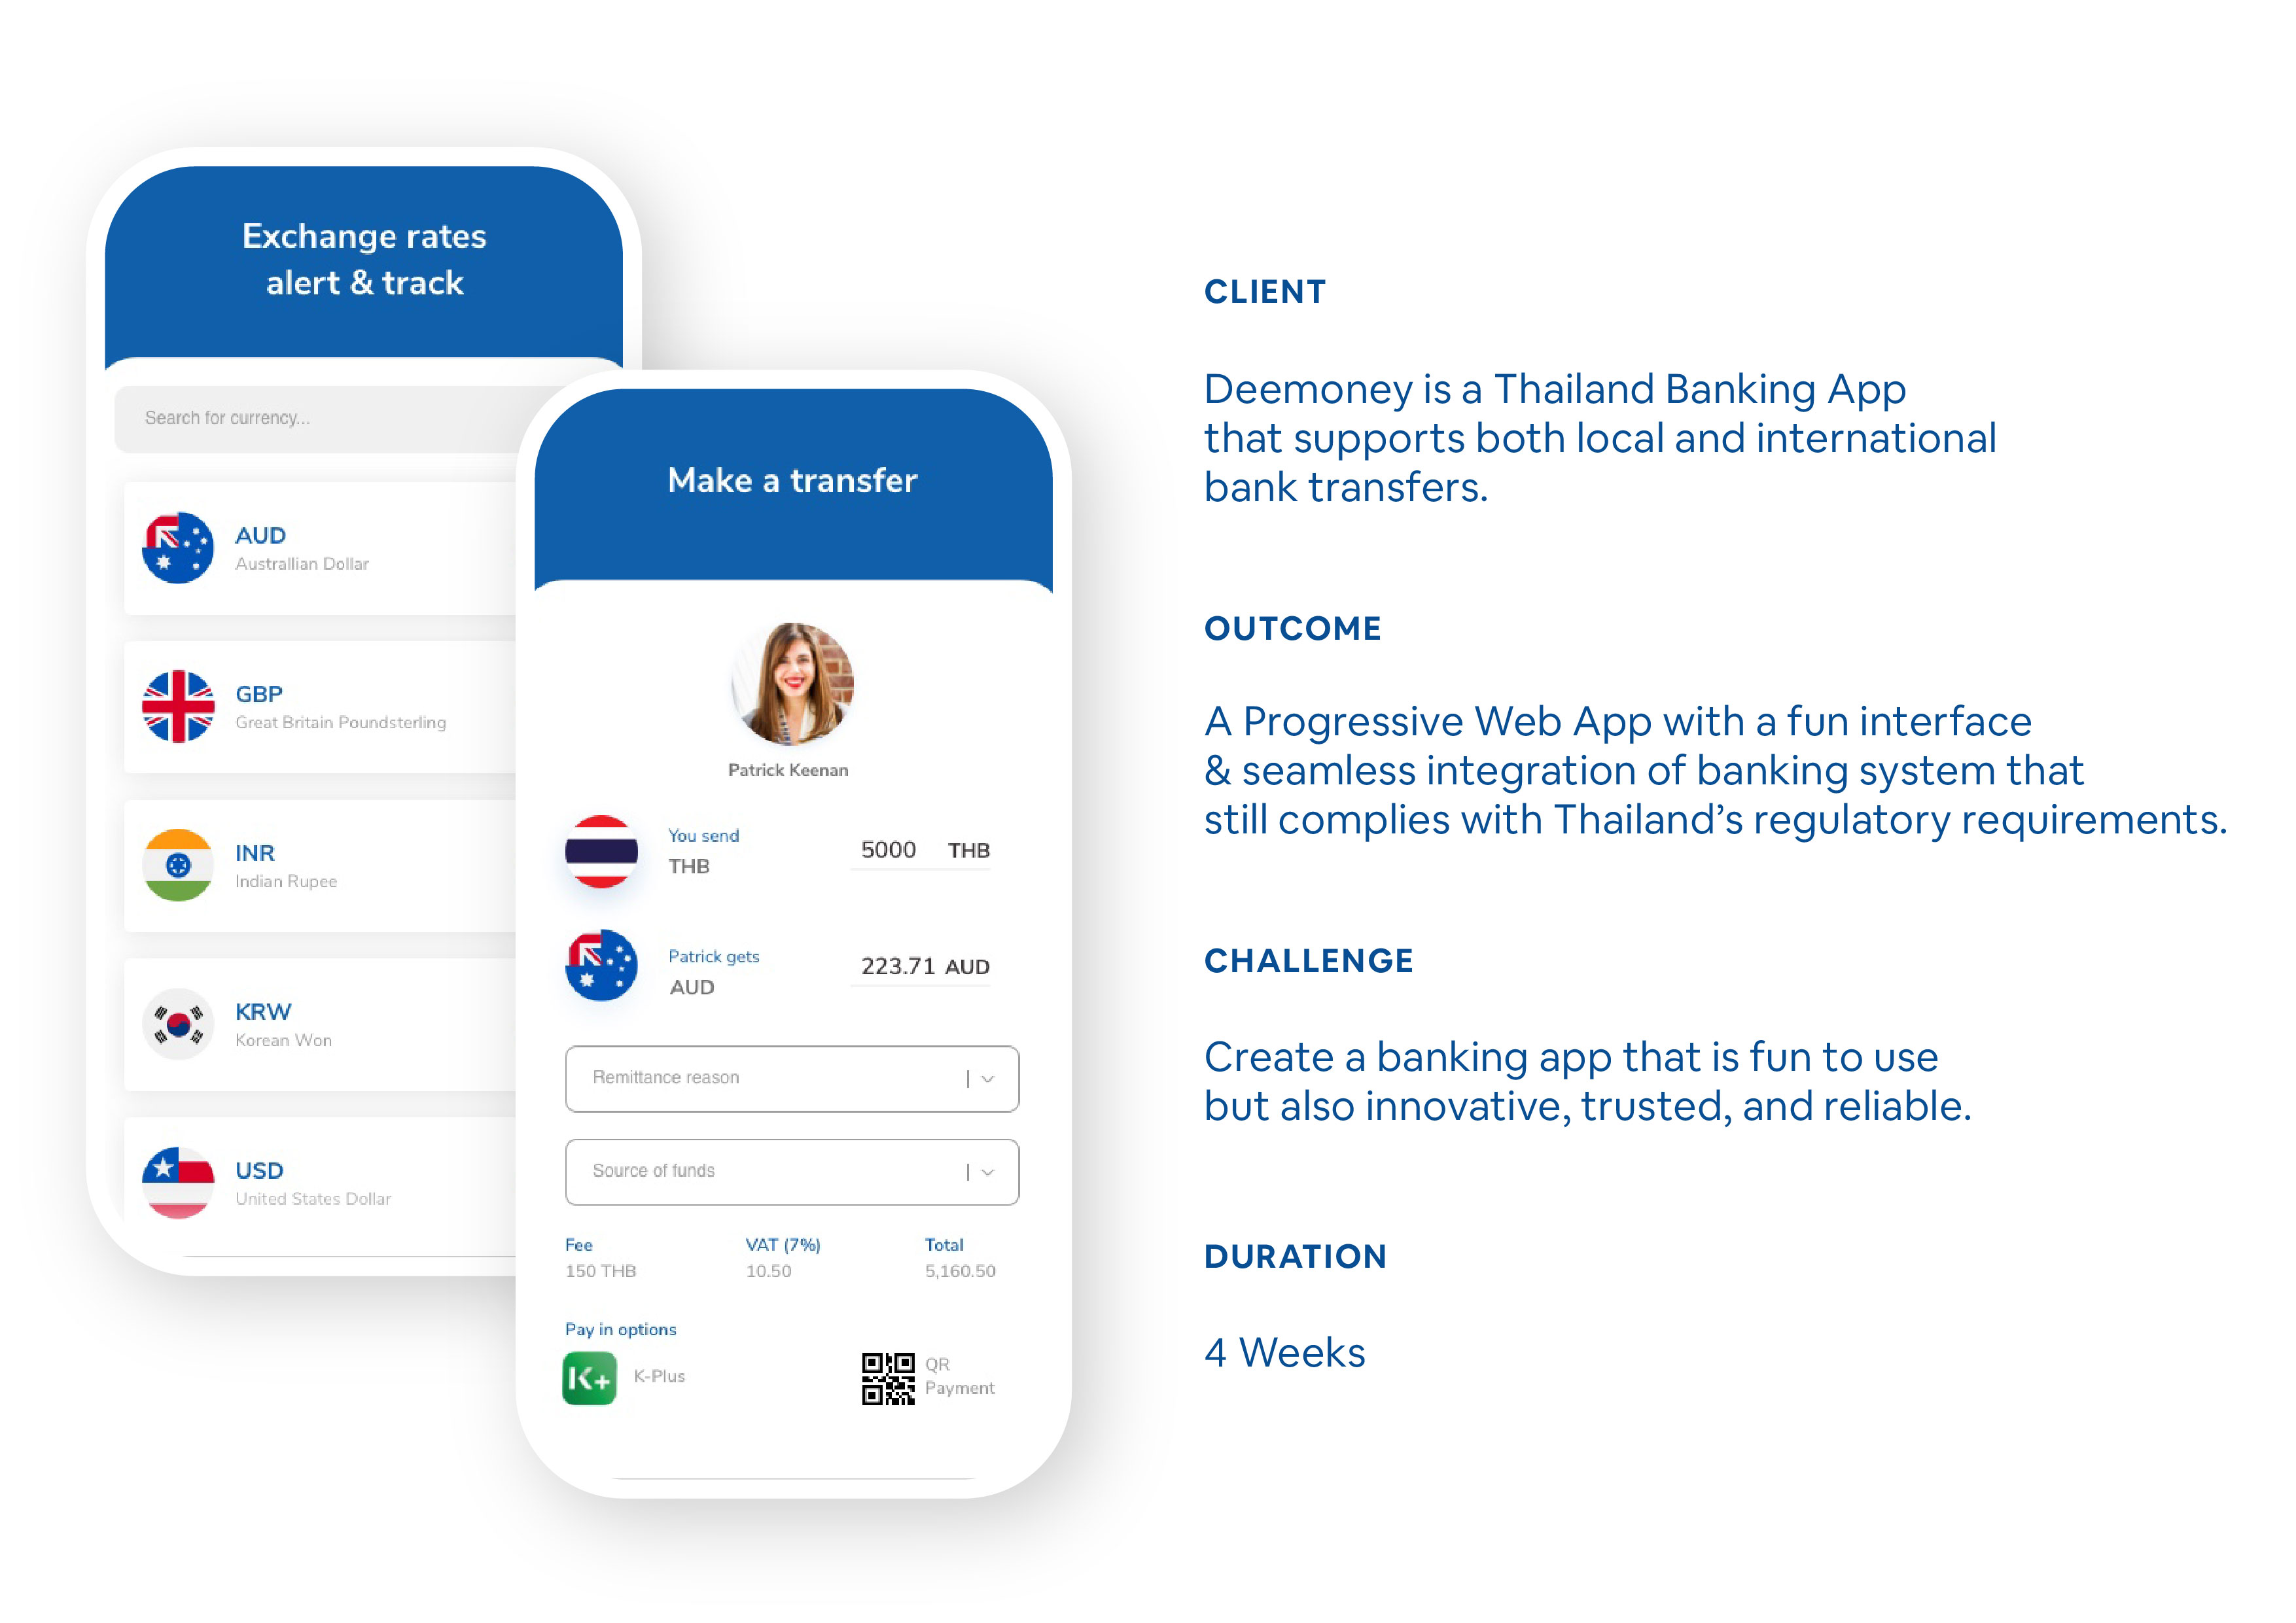 Exchange rates
alert & track
Search for currency...
AUD
Australlian Dollar
GBP
Great Britain Poundsterling
INR
Indian Rupee
KRW
Korean Won
USD
United States Dollar
Make a transfer
Patrick Keenan
You send
THB
5000 THB
Patrick gets
AUD
223.71 AUD
Remittance reason
Source of funds
Fee
150 THB
VAT (7%)
10.50
Total
5,160.50
Pay in options
K+
K-Plus
QR
Payment
CLIENT
Deemoney is a Thailand Banking App
that supports both local and international
bank transfers.
OUTCOME
A Progressive Web App with a fun interface
& seamless integration of banking system that
still complies with Thailand’s regulatory requirements.
CHALLENGE
Create a banking app that is fun to use
but also innovative, trusted, and reliable.
DURATION
4 Weeks